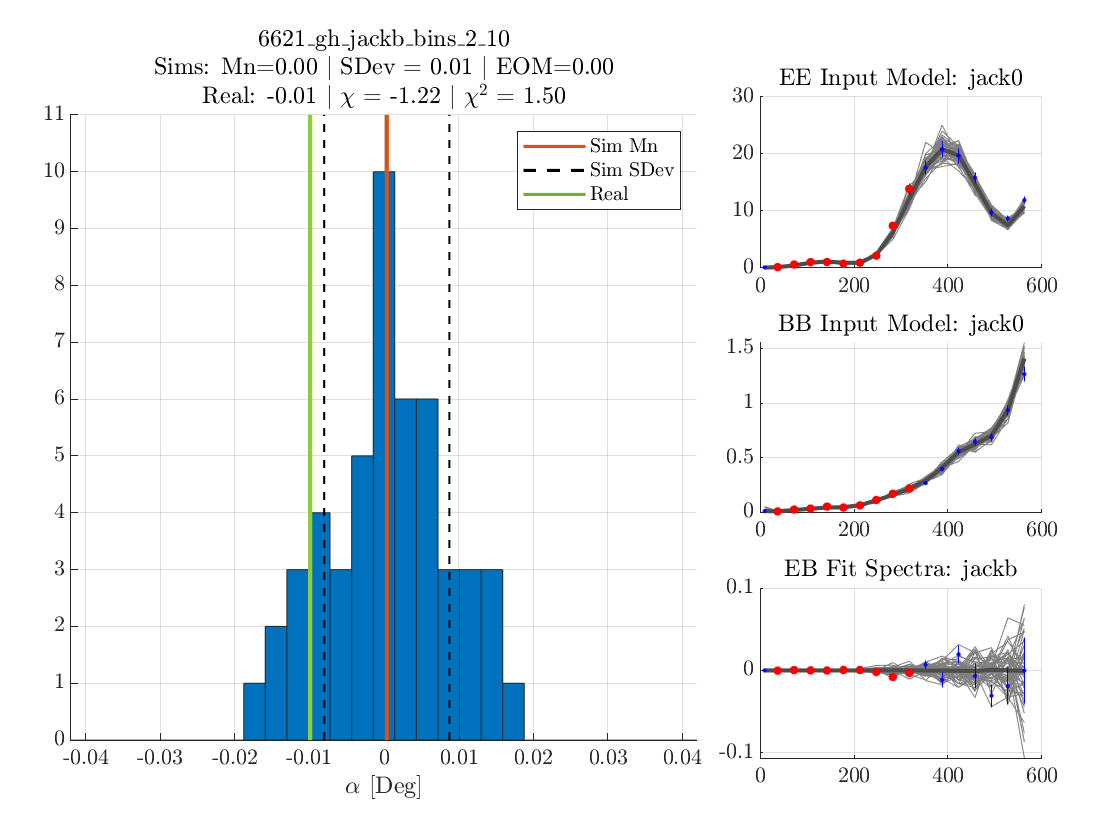 6621_gh_jackb_bins_2_10
Sims: Mn=0.00 | SDev = 0.01 | EOM=0.00
Real: -0.01 | χ = -1.22 | χ² = 1.50
11
10
9
8
7
6
5
4
3
2
1
0
-0.04 -0.03 -0.02 -0.01 0 0.01 0.02 0.03 0.04
α [Deg]
Sim Mn
Sim SDev
Real
EE Input Model: jack0
30
20
10
0
0 200 400 600
BB Input Model: jack0
1.5
1
0.5
0
0 200 400 600
EB Fit Spectra: jackb
0.1
0
-0.1
0 200 400 600